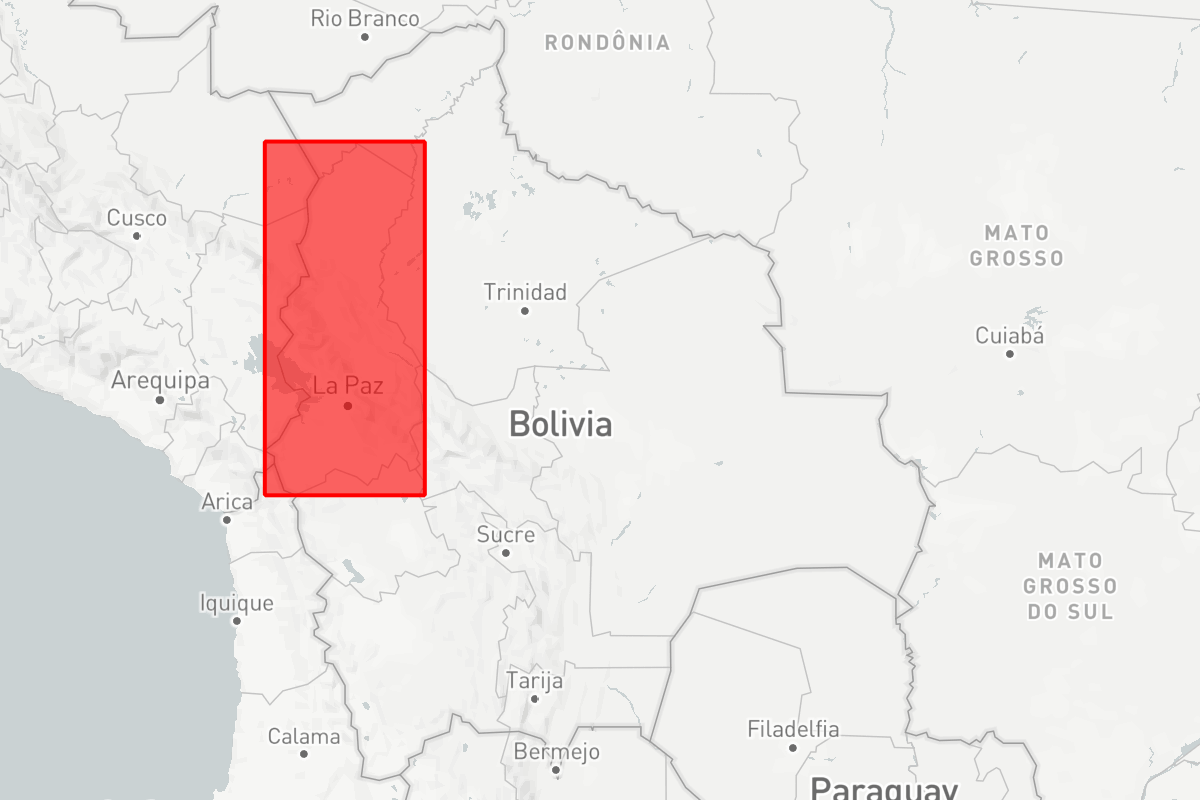 Rio Branco
RONDÔNIA
Cusco
MATO
GROSSO
Trinidad
Cuiabá
Arequipa
La Paz
Bolivia
Arica
Sucre
MATO
GROSSO
DO SUL
Iquique
Tarija
Filadelfia
Calama
Bermejo
Paraguay